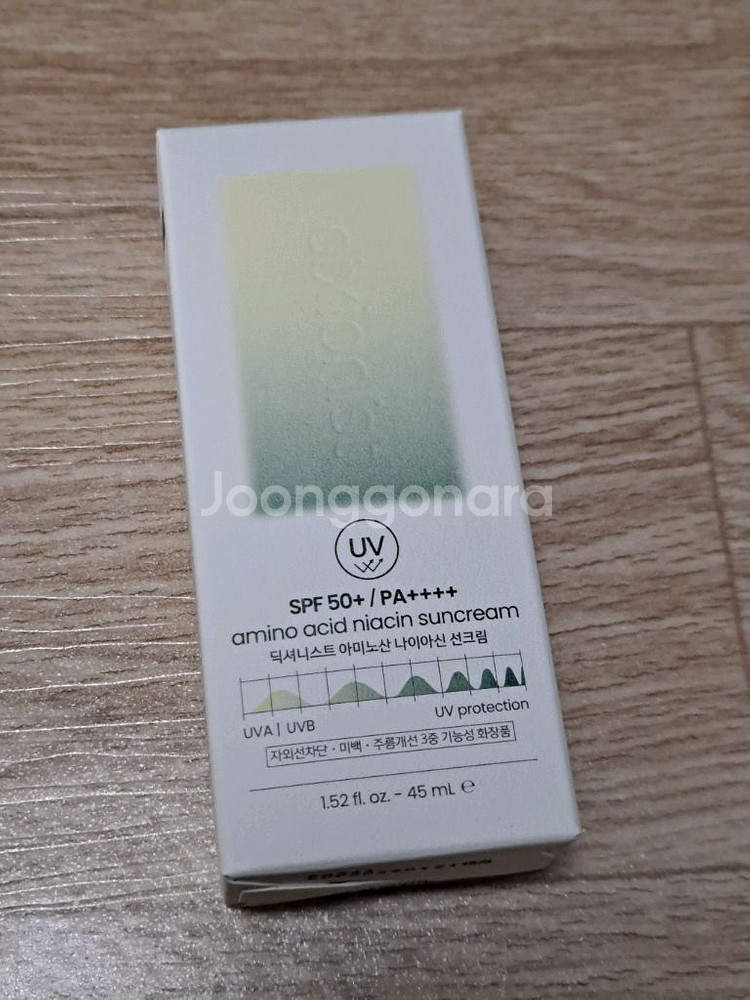 Joonggonara
UV
SPF 50+ / PA++++
amino acid niacin suncream
딕셔니스트 아미노산 나이아신 선크림
UVA | UVB
UV protection
자외선차단 · 미백 · 주름개선 3중 기능성 화장품
1.52 fl. oz. - 45 mL ℮